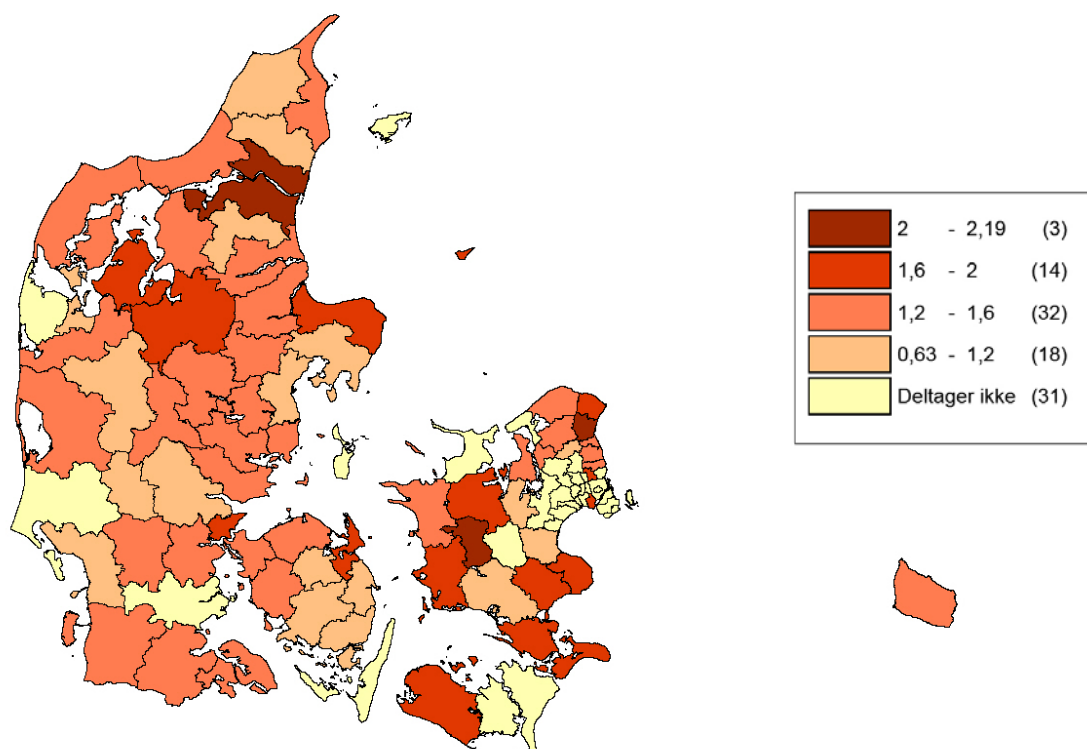 2 - 2,19 (3)
1,6 - 2 (14)
1,2 - 1,6 (32)
0,63 - 1,2 (18)
Deltager ikke (31)